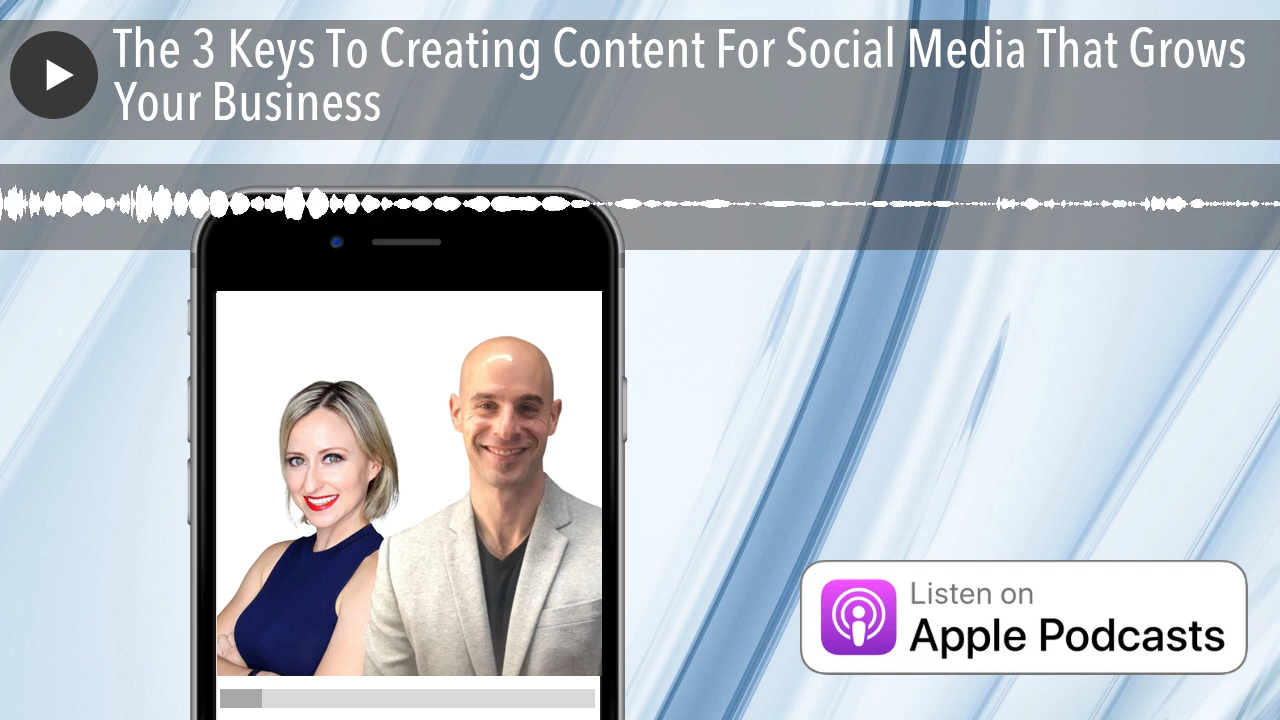 The 3 Keys To Creating Content For Social Media That Grows
Your Business
Listen on
Apple Podcasts